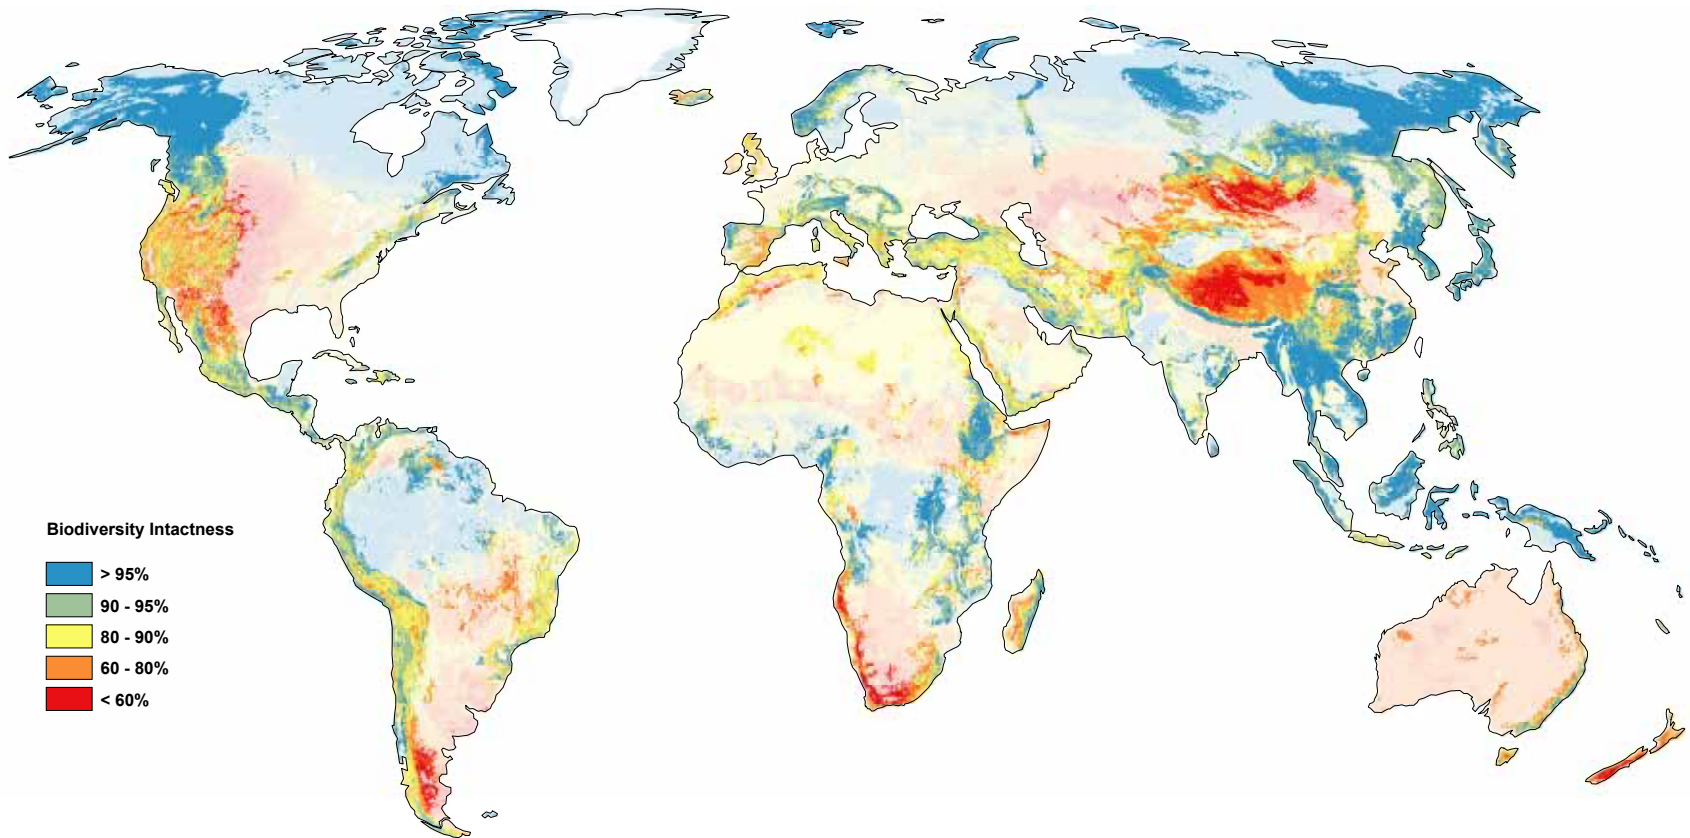 Biodiversity Intactness
> 95%
90 - 95%
80 - 90%
60 - 80%
< 60%